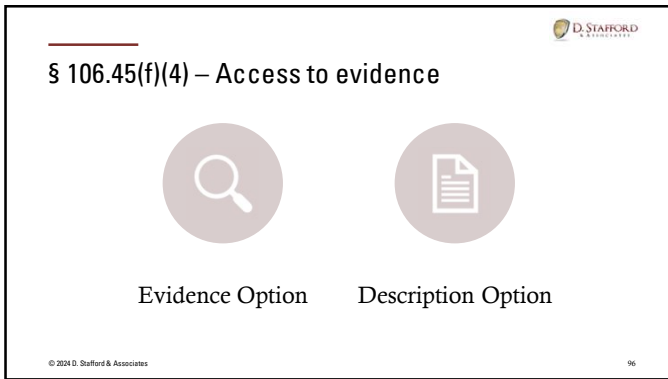 D. STAFFORD
& ASSOCIATES
§ 106.45(f)(4) – Access to evidence
Evidence Option
Description Option
© 2024 D. Stafford & Associates
96